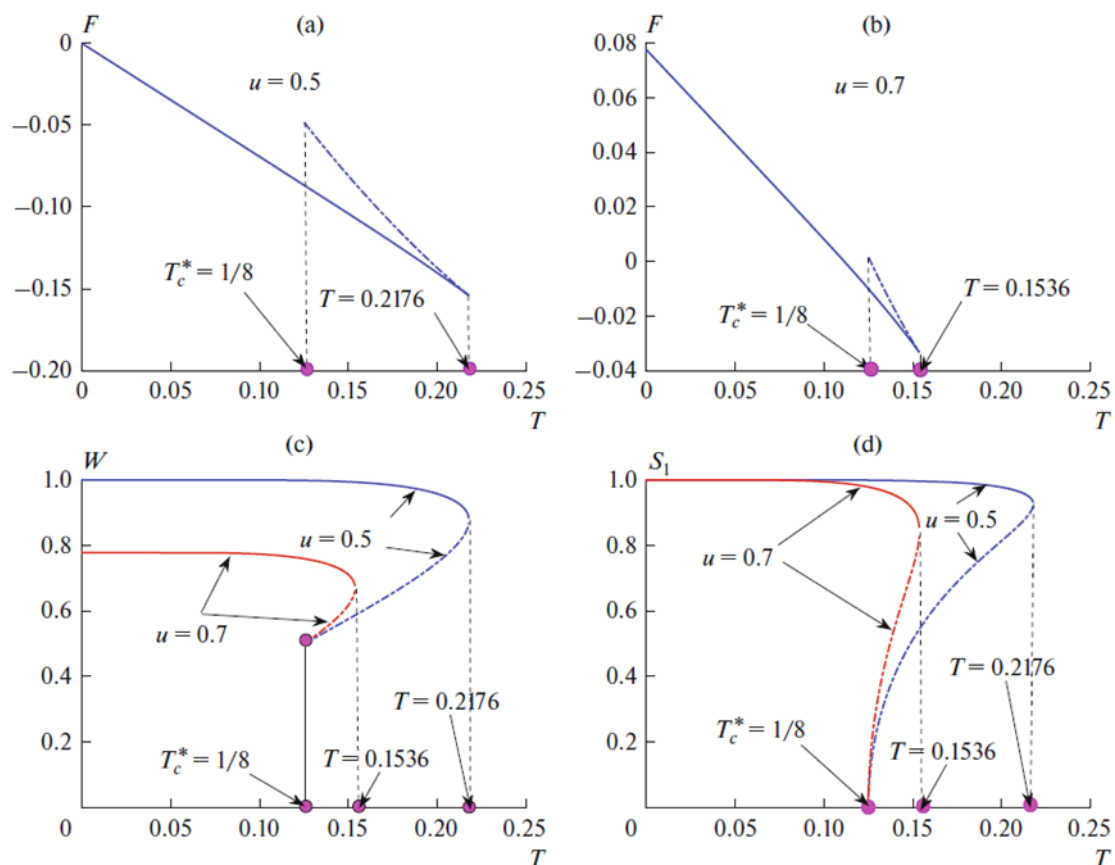 F
(a)
0
u = 0.5
−0.05
−0.10
T*c = 1/8
T = 0.2176
−0.15
−0.20
0.05
0.10
0.15
0.20
0.25
T
F
(b)
0.08
u = 0.7
0.06
0.04
0.02
0
T = 0.1536
T*c = 1/8
−0.02
−0.04
0
0.05
0.10
0.15
0.20
0.25
T
W
(c)
1.0
0.8
u = 0.5
0.6
u = 0.7
0.4
T = 0.2176
0.2
T*c = 1/8
T = 0.1536
0
0.05
0.10
0.15
0.20
0.25
T
S1
(d)
1.0
u = 0.5
0.8
u = 0.7
0.6
0.4
T = 0.2176
T*c = 1/8
0.2
T = 0.1536
0
0.05
0.10
0.15
0.20
0.25
T